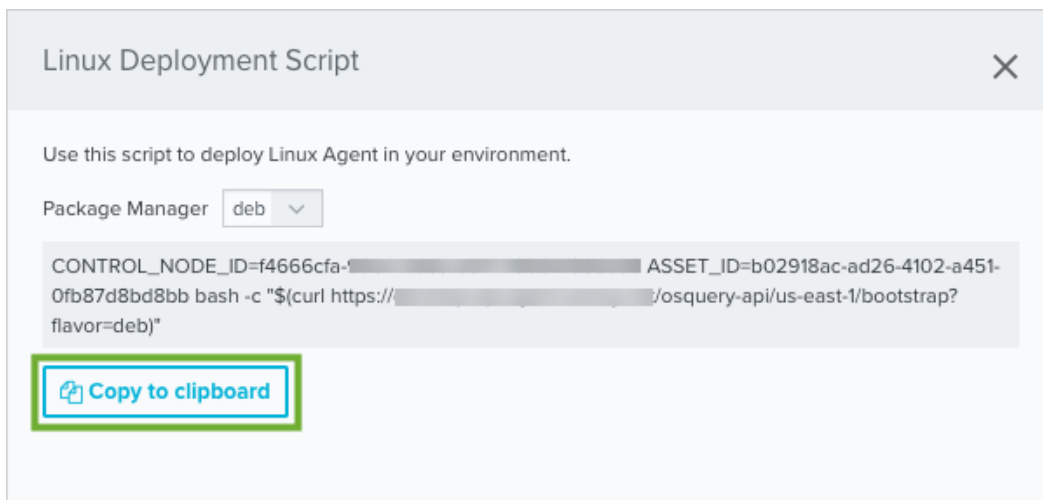 Linux Deployment Script
Use this script to deploy Linux Agent in your environment.
Package Manager deb
CONTROL_NODE_ID=f4666cfa- ASSET_ID=b02918ac-ad26-4102-a451-
0fb87d8bd8bb bash -c "$(curl https:// /osquery-api/us-east-1/bootstrap?
flavor=deb)"
Copy to clipboard